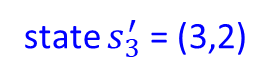 state s′₃ = (3,2)